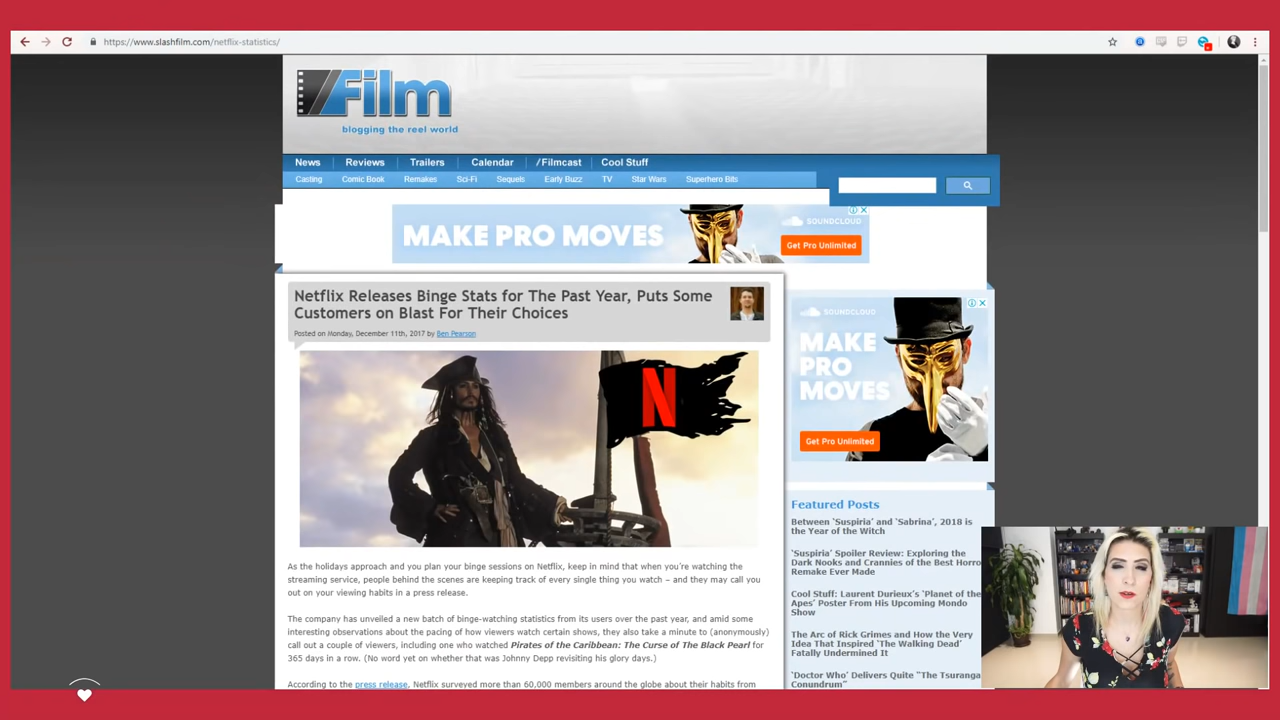 https://www.slashfilm.com/netflix-statistics/
/Film
blogging the reel world
News Reviews Trailers Calendar /Filmcast Cool Stuff
Casting Comic Book Remakes Sci-Fi Sequels Early Buzz TV Star Wars Superhero Bits
MAKE PRO MOVES
SOUNDCLOUD
Get Pro Unlimited
Netflix Releases Binge Stats for The Past Year, Puts Some
Customers on Blast For Their Choices
Posted on Monday, December 11th, 2017 by Ben Pearson
N
As the holidays approach and you plan your binge sessions on Netflix, keep in mind that when you're watching the
streaming service, people behind the scenes are keeping track of every single thing you watch – and they may call you
out on your viewing habits in a press release.
The company has unveiled a new batch of binge-watching statistics from its users over the past year, and amid some
interesting observations about the pacing of how viewers watch certain shows, they also take a minute to (anonymously)
call out a couple of viewers, including one who watched Pirates of the Caribbean: The Curse of The Black Pearl for
365 days in a row. (No word yet on whether that was Johnny Depp revisiting his glory days.)
According to the press release, Netflix surveyed more than 60,000 members around the globe about their habits from
SOUNDCLOUD
MAKE
PRO
MOVES
Get Pro Unlimited
Featured Posts
Between 'Suspiria' and 'Sabrina', 2018 is
the Year of the Witch
'Suspiria' Spoiler Review: Exploring the
Dark Nooks and Crannies of the Best Horro
Remake Ever Made
Cool Stuff: Laurent Durieux's 'Planet of the
Apes' Poster From His Upcoming Mondo
Show
The Arc of Rick Grimes and How the Very
Idea That Inspired 'The Walking Dead'
Fatally Undermined It
'Doctor Who' Delivers Quite "The Tsuranga
Conundrum"